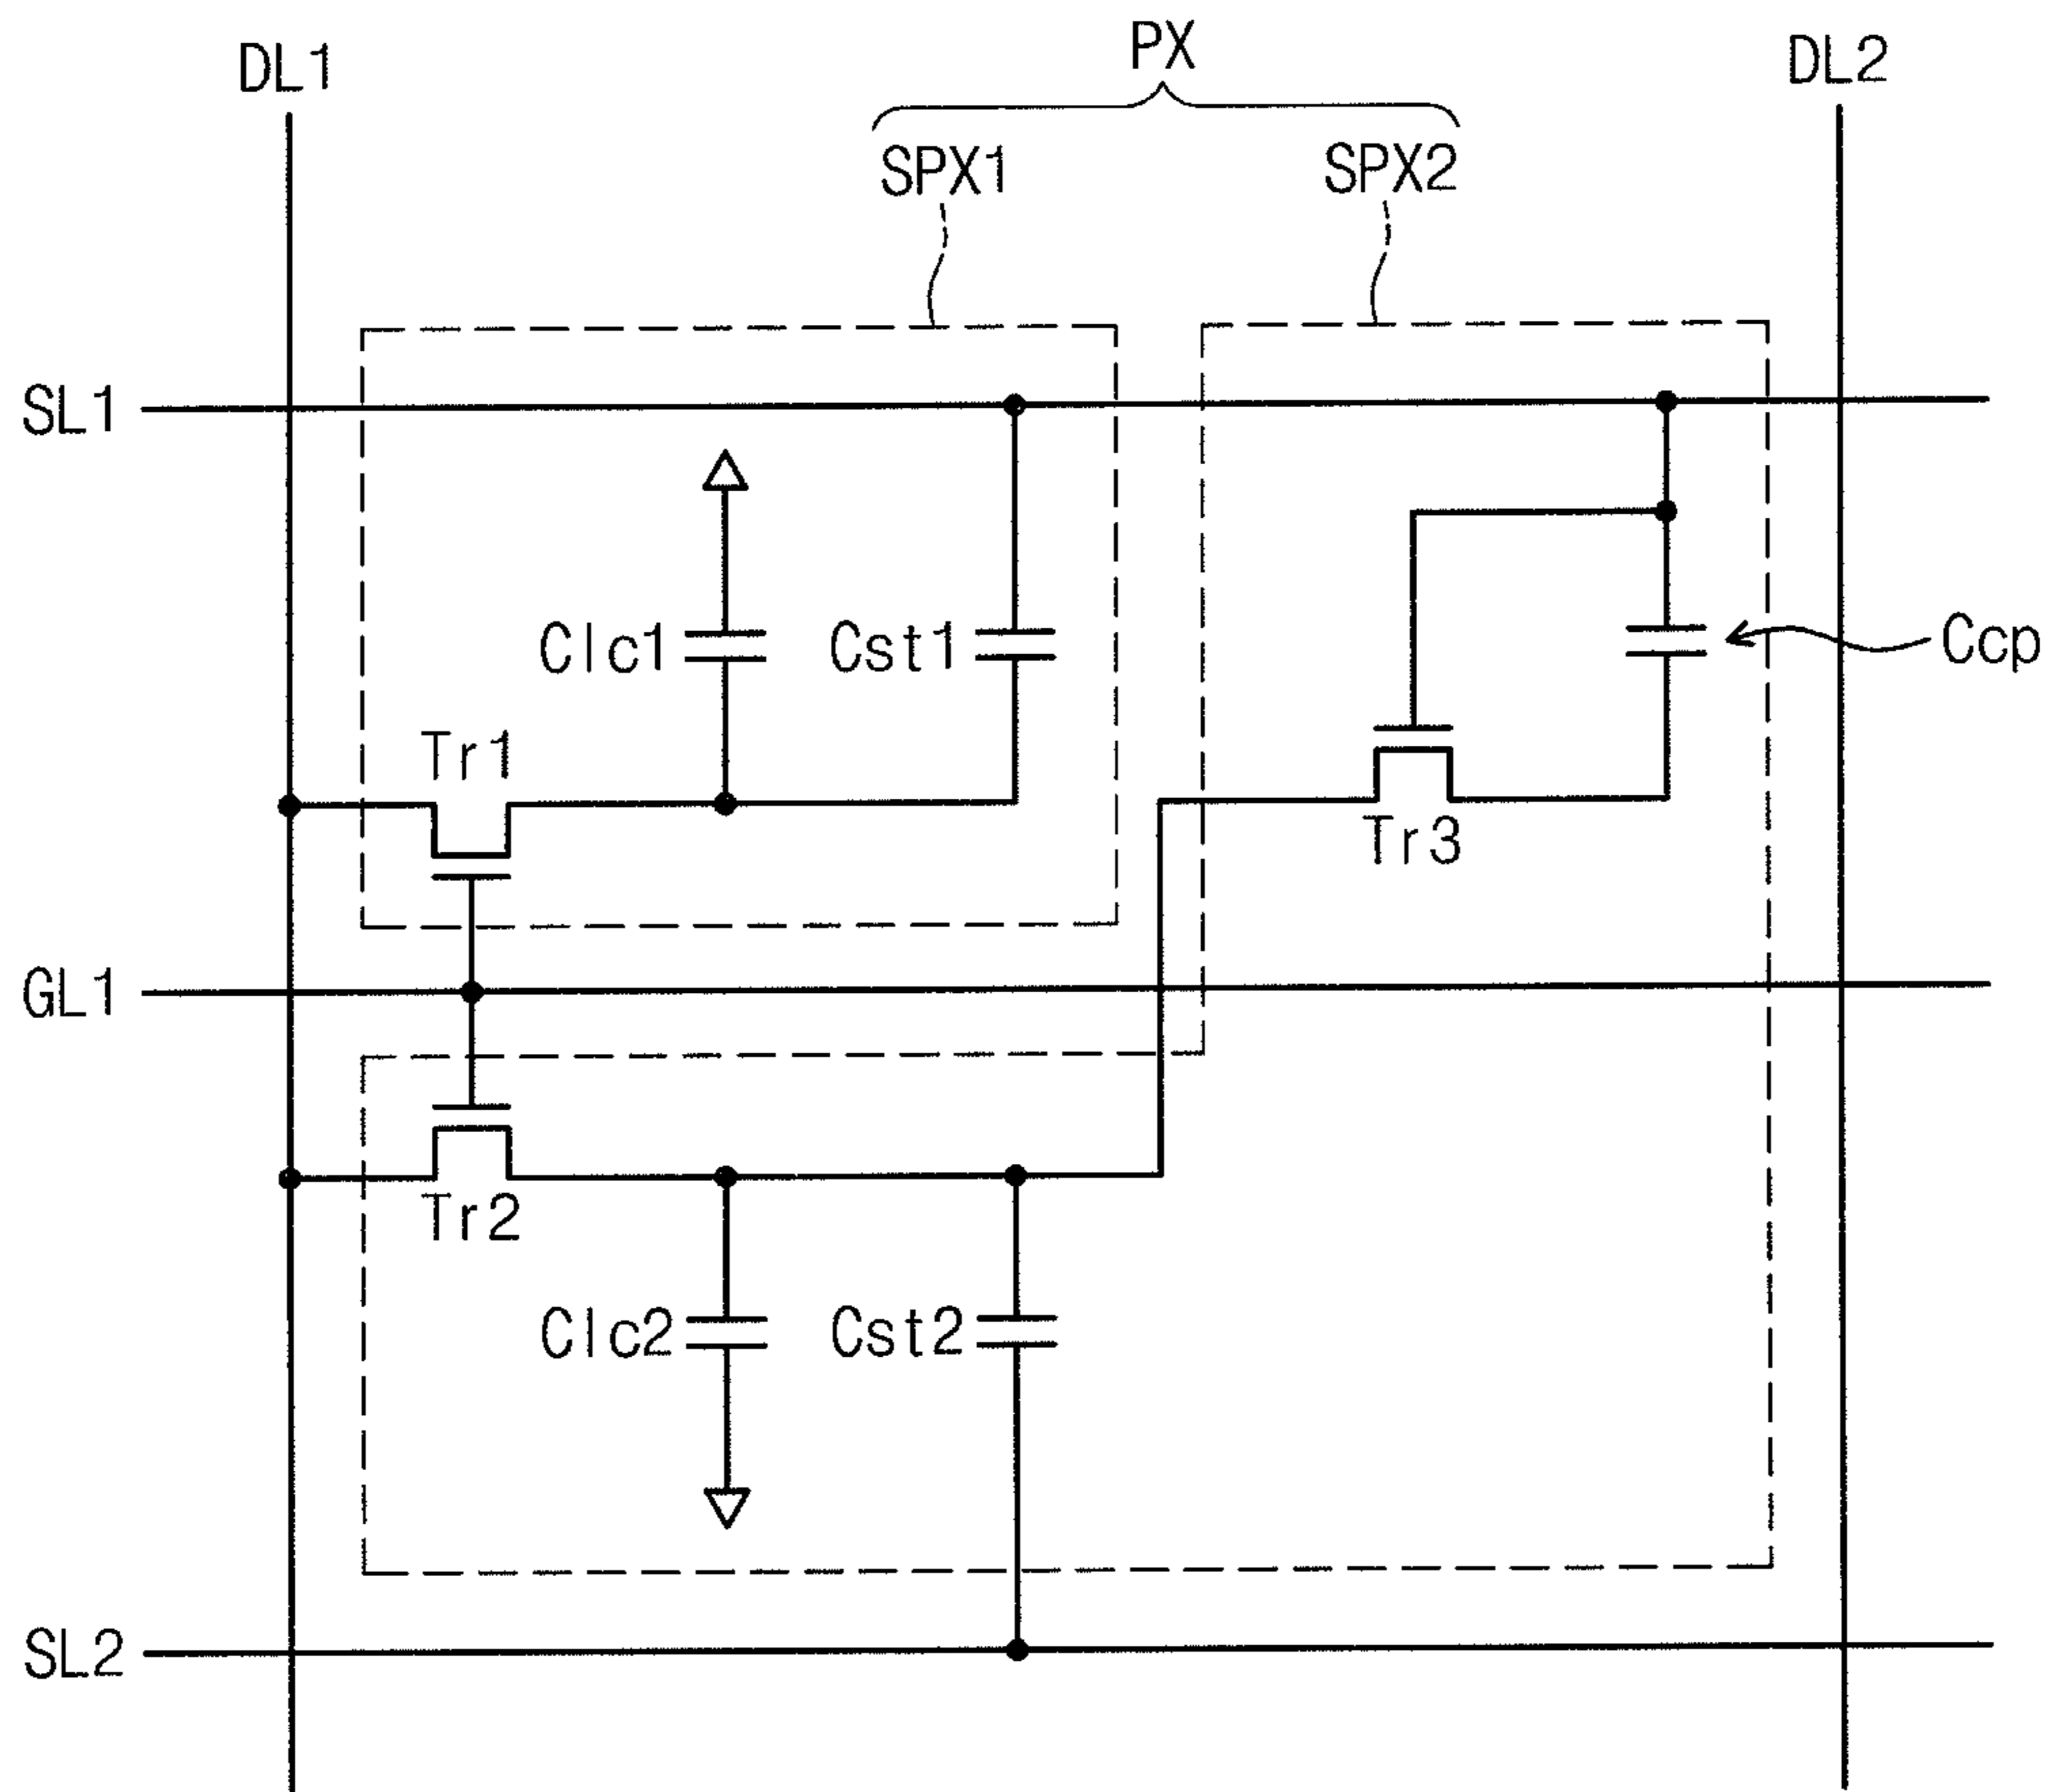 PX
DL1
DL2
SPX1
SPX2
SL1
Clc1
Cst1
Ccp
Tr1
Tr3
GL1
Tr2
Clc2
Cst2
SL2